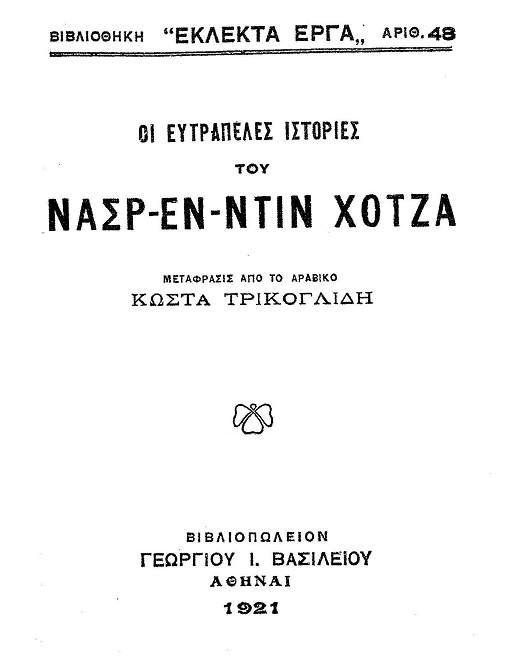 ΒΙΒΛΙΟΘΗΚΗ "ΕΚΛΕΚΤΑ ΕΡΓΑ„ ΑΡΙΘ. 48
ΟΙ ΕΥΤΡΑΠΕΛΕΣ ΙΣΤΟΡΙΕΣ
ΤΟΥ
ΝΑΣΡ-ΕΝ-ΝΤΙΝ ΧΟΤΖΑ
ΜΕΤΑΦΡΑΣΙΣ ΑΠΟ ΤΟ ΑΡΑΒΙΚΟ
ΚΩΣΤΑ ΤΡΙΚΟΓΛΙΔΗ
ΒΙΒΛΙΟΠΩΛΕΙΟΝ
ΓΕΩΡΓΙΟΥ Ι. ΒΑΣΙΛΕΙΟΥ
ΑΘΗΝΑΙ
1921